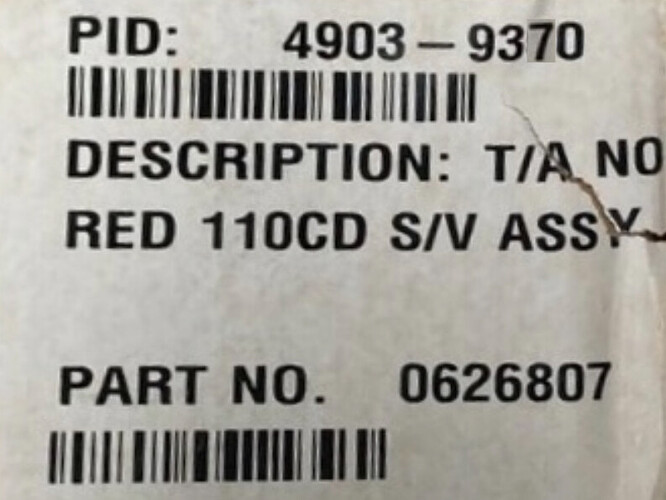 PID: 4903-9370
DESCRIPTION: T/A NO
RED 110CD S/V ASSY
PART NO. 0626807